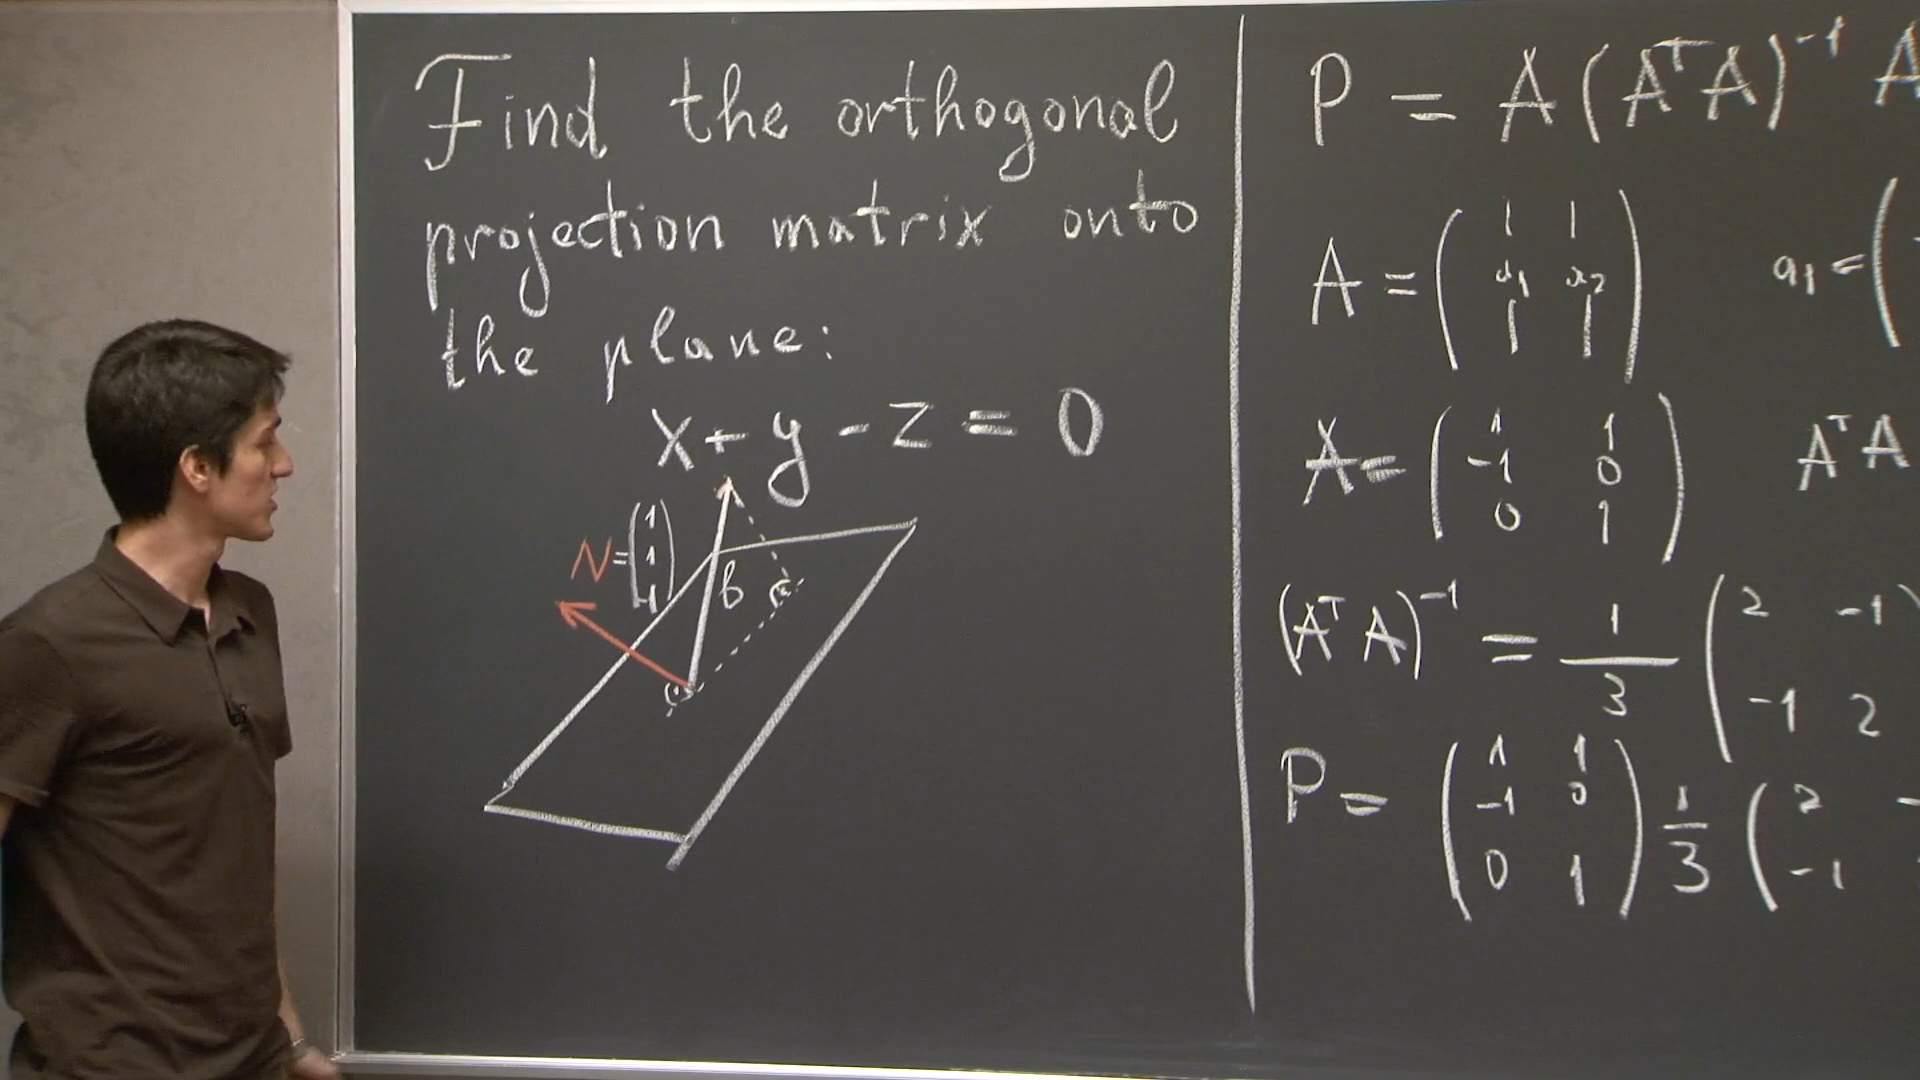 Find the orthogonal
projection matrix onto
the plane:
x + y - z = 0
N = (1 1 -1)
b
P = A (AᵀA)⁻¹ A
A = ( a₁ a₂ )
a₁ = (
A = ( 1 1
-1 0
0 1 )
AᵀA
(AᵀA)⁻¹ = 1/3 ( 2 -1
-1 2
P = ( 1 1
-1 0
0 1 ) 1/3 ( 2 -
-1